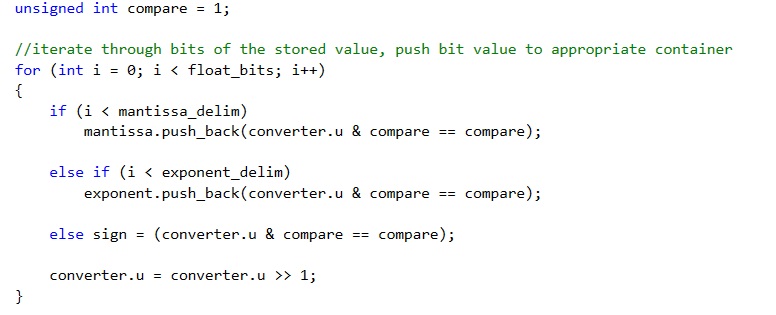 unsigned int compare = 1;

//iterate through bits of the stored value, push bit value to appropriate container
for (int i = 0; i < float_bits; i++)
{
    if (i < mantissa_delim)
        mantissa.push_back(converter.u & compare == compare);

    else if (i < exponent_delim)
        exponent.push_back(converter.u & compare == compare);

    else sign = (converter.u & compare == compare);

    converter.u = converter.u >> 1;
}